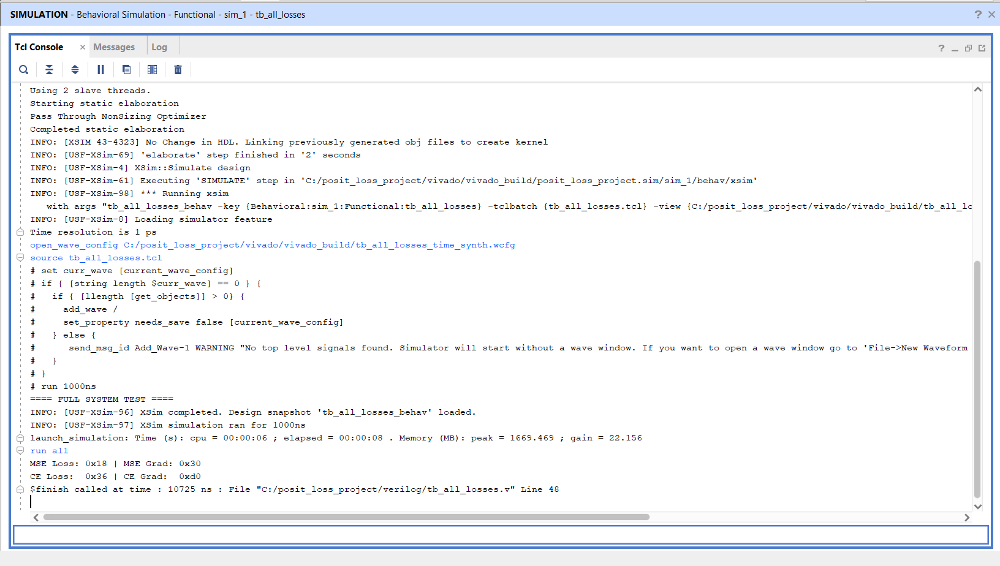 SIMULATION - Behavioral Simulation - Functional - sim_1 - tb_all_losses
Tcl Console
Messages
Log
Using 2 slave threads.
Starting static elaboration
Pass Through NonSizing Optimizer
Completed static elaboration
INFO: [XSIM 43-4323] No Change in HDL. Linking previously generated obj files to create kernel
INFO: [USF-XSim-69] 'elaborate' step finished in '2' seconds
INFO: [USF-XSim-4] XSim::Simulate design
INFO: [USF-XSim-61] Executing 'SIMULATE' step in 'C:/posit_loss_project/vivado/vivado_build/posit_loss_project.sim/sim_1/behav/xsim'
INFO: [USF-XSim-98] *** Running xsim
   with args "tb_all_losses_behav -key {Behavioral:sim_1:Functional:tb_all_losses} -tclbatch {tb_all_losses.tcl} -view {C:/posit_loss_project/vivado/vivado_build/tb_all_lc
INFO: [USF-XSim-8] Loading simulator feature
Time resolution is 1 ps
open_wave_config C:/posit_loss_project/vivado/vivado_build/tb_all_losses_time_synth.wcfg
source tb_all_losses.tcl
# set curr_wave [current_wave_config]
# if { [string length $curr_wave] == 0 } {
#   if { [llength [get_objects]] > 0} {
#     add_wave /
#     set_property needs_save false [current_wave_config]
#   } else {
#      send_msg_id Add_Wave-1 WARNING "No top level signals found. Simulator will start without a wave window. If you want to open a wave window go to 'File->New Waveform
#   }
# }
# run 1000ns
==== FULL SYSTEM TEST ====
INFO: [USF-XSim-96] XSim completed. Design snapshot 'tb_all_losses_behav' loaded.
INFO: [USF-XSim-97] XSim simulation ran for 1000ns
launch_simulation: Time (s): cpu = 00:00:06 ; elapsed = 00:00:08 . Memory (MB): peak = 1669.469 ; gain = 22.156
run all
MSE Loss: 0x18 | MSE Grad: 0x30
CE Loss:  0x36 | CE Grad:  0xd0
$finish called at time : 10725 ns : File "C:/posit_loss_project/verilog/tb_all_losses.v" Line 48